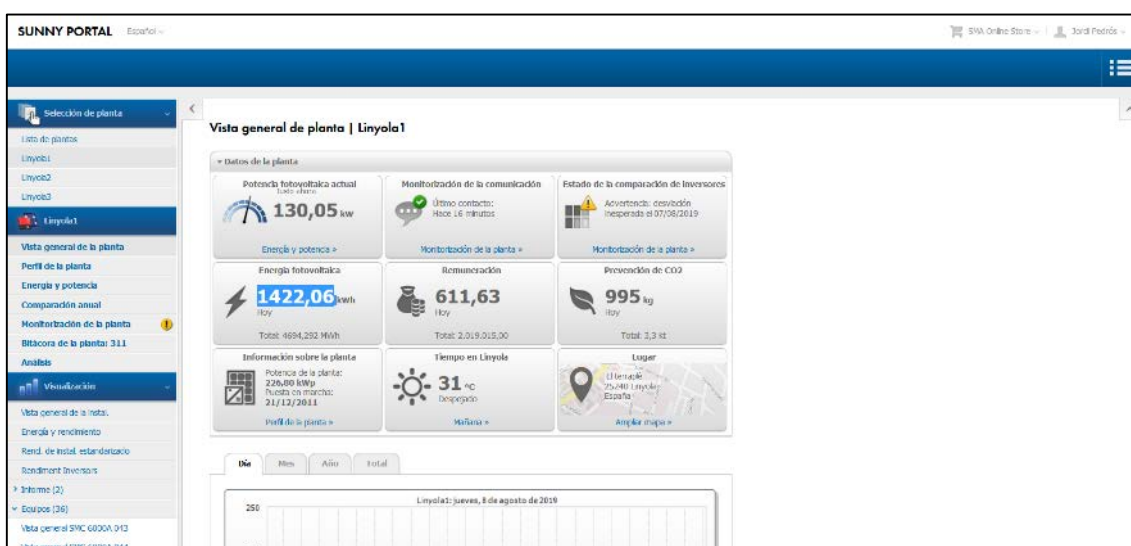 SUNNY PORTAL Español
SMA Online Store Jordi Pedrós
Selección de planta
Lista de plantas
Linyola1
Linyola2
Linyola3
Linyola1
Vista general de la planta
Perfil de la planta
Energía y potencia
Comparación anual
Monitorización de la planta
Bitácora de la planta: 311
Análisis
Visualización
Vista general de la instal.
Energía y rendimiento
Rend. de instal. estandarizado
Rendiment Inversors
Informe (2)
Equipos (36)
Vista general SMC 6000A 043
Vista general | Linyola1
Datos de la planta
Potencia fotovoltaica actual
130,05 kW
Energía y potencia »
Monitorización de la comunicación
Último contacto:
Hace 16 minutos
Monitorización de la planta »
Estado de la comparación de inversores
Advertencia: desviación
inesperada el 07/08/2019
Monitorización de la planta »
Energía fotovoltaica
1422,06 kWh
Hoy
Total: 4694,292 MWh
Remuneración
611,63
Hoy
Total: 2.019.015,00
Prevención de CO2
995 kg
Hoy
Total: 3,3 kt
Información sobre la planta
Potencia de la planta:
226,80 kWp
Puesta en marcha:
21/12/2011
Perfil de la planta »
Tiempo en Linyola
31 °C
Despejado
Mañana »
Lugar
El terraplé
25240 Linyola
España
Ampliar mapa »
Día Mes Año Total
Linyola1: jueves, 8 de agosto de 2019
250